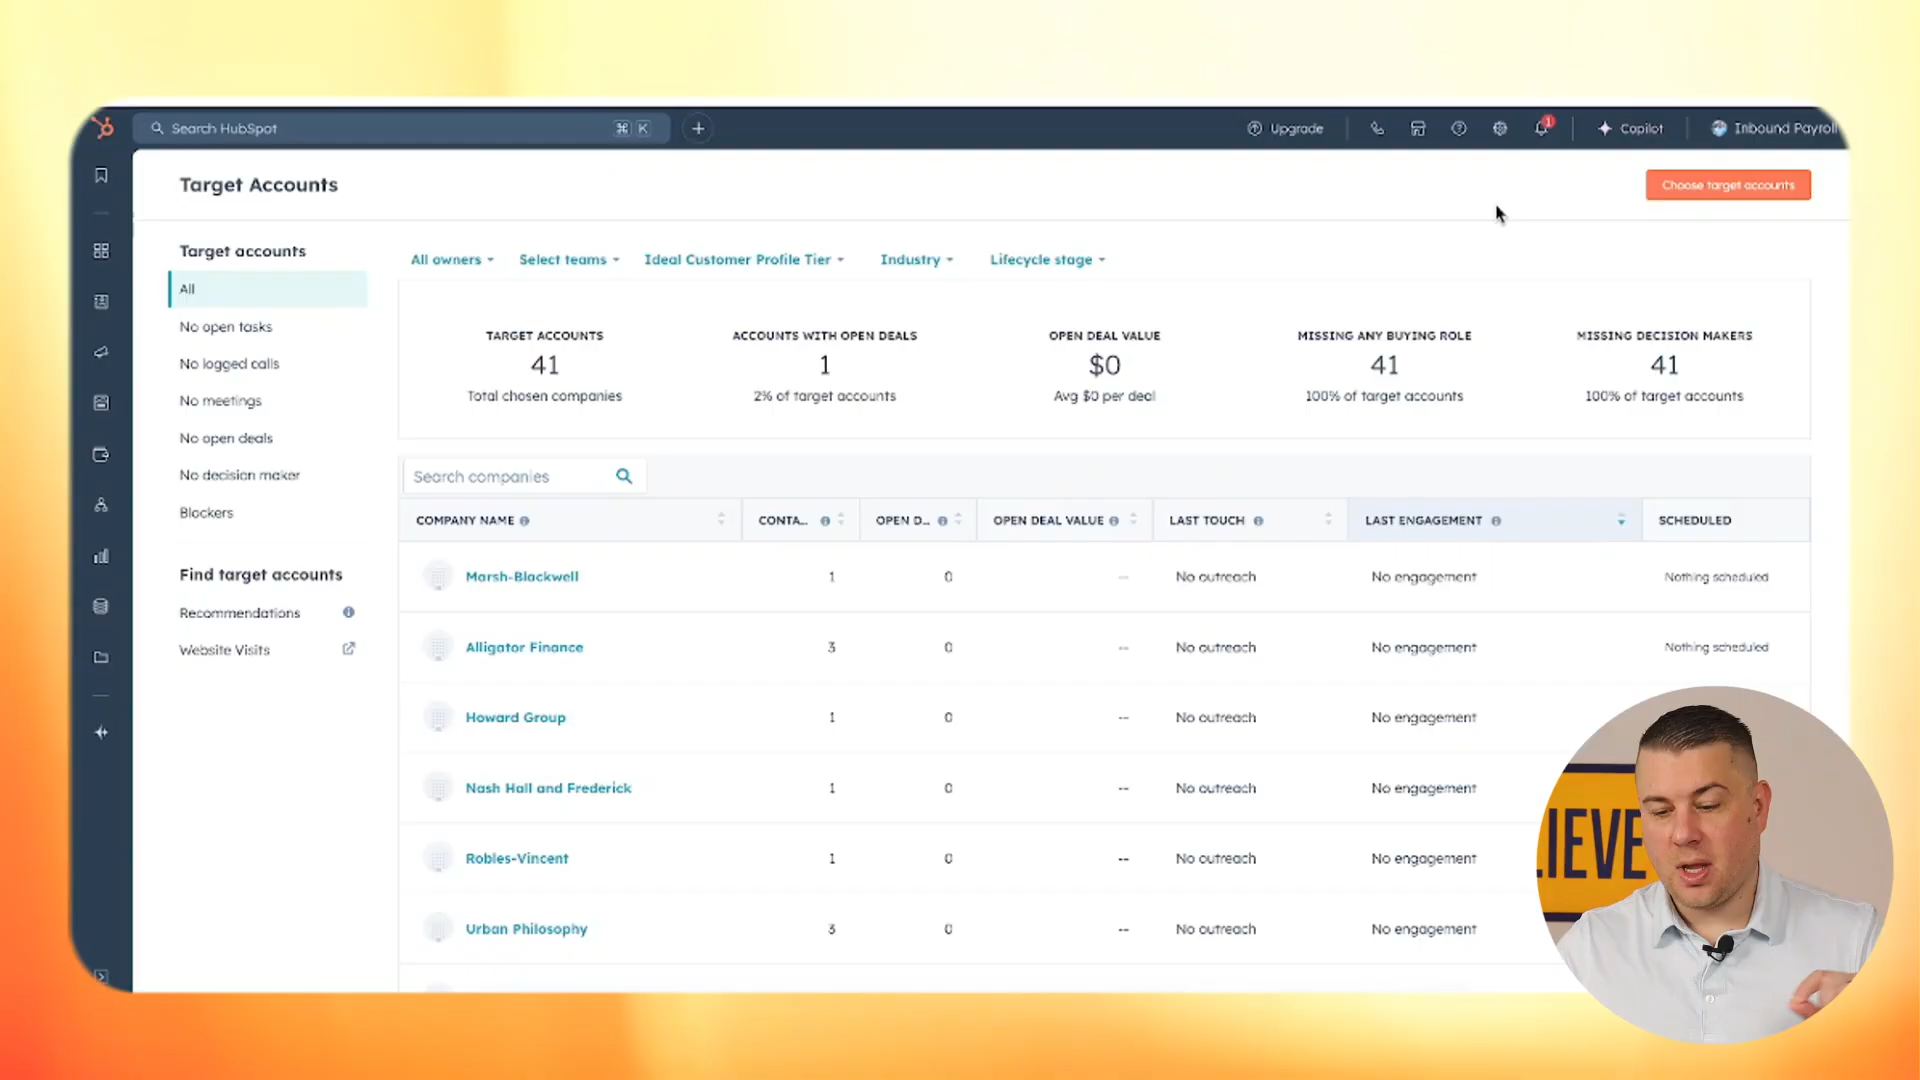 Search HubSpot ⌘ K
Upgrade
1
Copilot
Inbound Payroll
Target Accounts
Choose target accounts
Target accounts
All
No open tasks
No logged calls
No meetings
No open deals
No decision maker
Blockers
Find target accounts
Recommendations
Website Visits
All owners
Select teams
Ideal Customer Profile Tier
Industry
Lifecycle stage
TARGET ACCOUNTS
41
Total chosen companies
ACCOUNTS WITH OPEN DEALS
1
2% of target accounts
OPEN DEAL VALUE
$0
Avg $0 per deal
MISSING ANY BUYING ROLE
41
100% of target accounts
MISSING DECISION MAKERS
41
100% of target accounts
Search companies
COMPANY NAME CONTA... OPEN D... OPEN DEAL VALUE LAST TOUCH LAST ENGAGEMENT SCHEDULED
Marsh-Blackwell 1 0 -- No outreach No engagement Nothing scheduled
Alligator Finance 3 0 -- No outreach No engagement Nothing scheduled
Howard Group 1 0 -- No outreach No engagement
Nash Hall and Frederick 1 0 -- No outreach No engagement
Robles-Vincent 1 0 -- No outreach No engagement
Urban Philosophy 3 0 -- No outreach No engagement
LIEVE